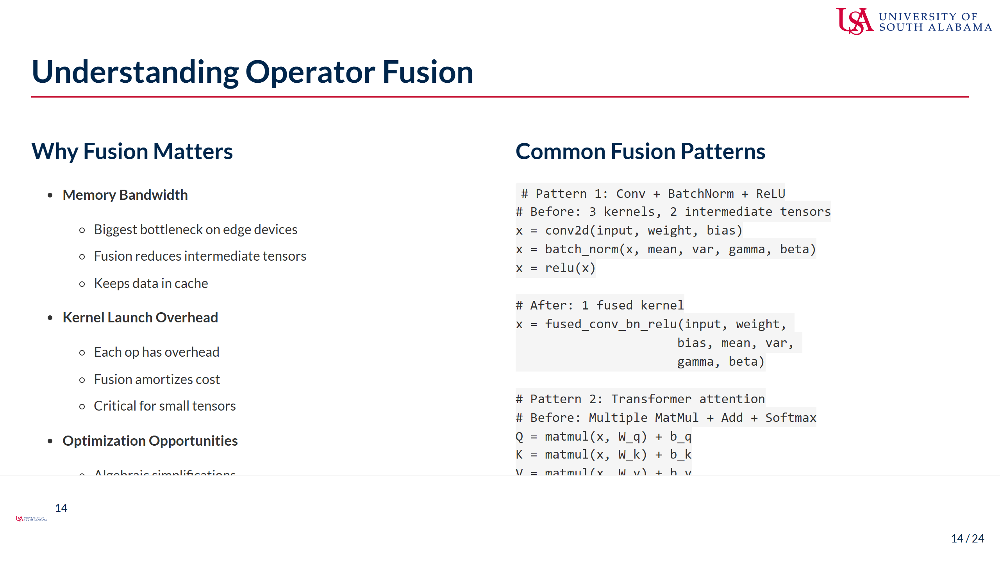 UNIVERSITY OF
SOUTH ALABAMA
Understanding Operator Fusion
Why Fusion Matters
Memory Bandwidth
Biggest bottleneck on edge devices
Fusion reduces intermediate tensors
Keeps data in cache
Kernel Launch Overhead
Each op has overhead
Fusion amortizes cost
Critical for small tensors
Optimization Opportunities
Algebraic simplifications
Common Fusion Patterns
# Pattern 1: Conv + BatchNorm + ReLU
# Before: 3 kernels, 2 intermediate tensors
x = conv2d(input, weight, bias)
x = batch_norm(x, mean, var, gamma, beta)
x = relu(x)
# After: 1 fused kernel
x = fused_conv_bn_relu(input, weight,
bias, mean, var,
gamma, beta)
# Pattern 2: Transformer attention
# Before: Multiple MatMul + Add + Softmax
Q = matmul(x, W_q) + b_q
K = matmul(x, W_k) + b_k
V = matmul(x, W_v) + b_v
14
USA UNIVERSITY OF
SOUTH ALABAMA
14 / 24